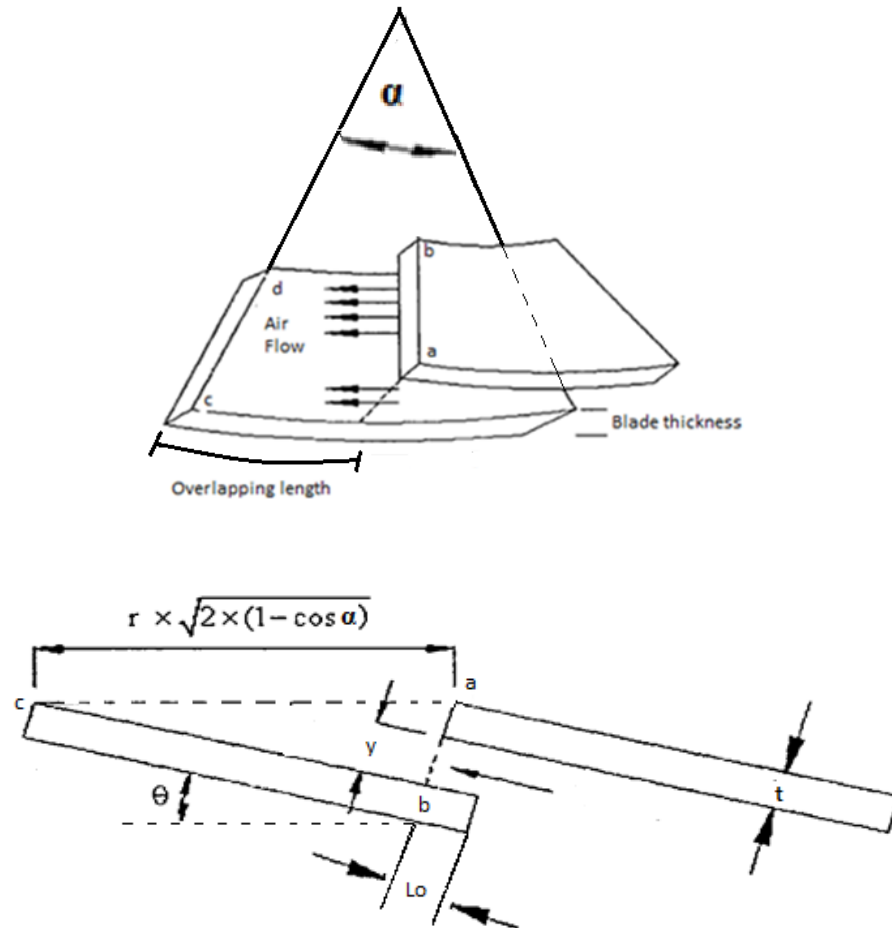 α
b
d
Air
Flow
a
c
Blade thickness
Overlapping length
r × √2×(1−cos α)
a
c
y
t
θ
b
Lo